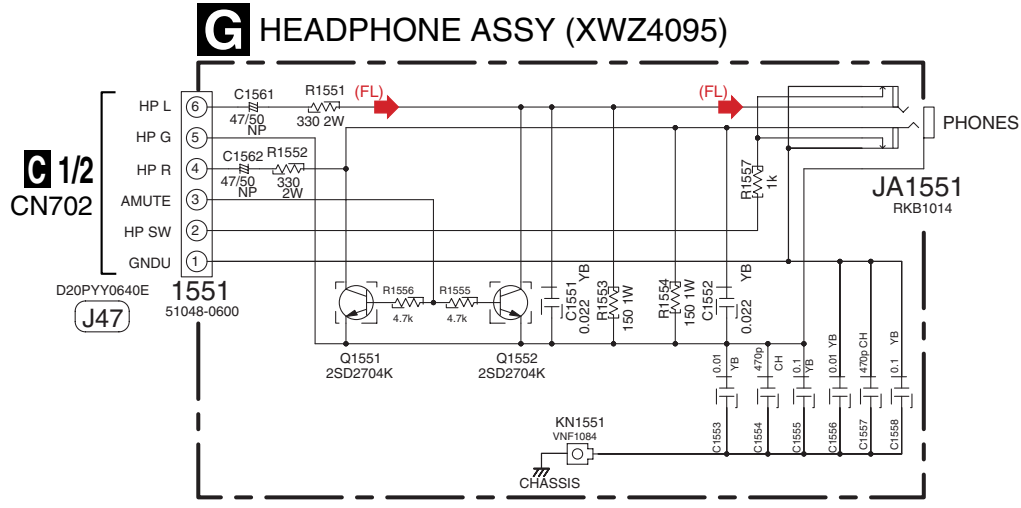 G HEADPHONE ASSY (XWZ4095)
C 1/2
CN702
HP L
HP G
HP R
AMUTE
HP SW
GNDU
6
5
4
3
2
1
D20PYY0640E
J47
1551
51048-0600
C1561
47/50
NP
R1551
330 2W
(FL)
(FL)
C1562
47/50
NP
R1552
330
2W
R1557
1k
PHONES
JA1551
RKB1014
R1556
4.7k
R1555
4.7k
Q1551
2SD2704K
Q1552
2SD2704K
C1551
0.022
YB
R1553
150 1W
R1554
150 1W
C1552
0.022
YB
0.01
YB
C1553
470p
CH
C1554
0.1
YB
C1555
0.01 YB
C1556
470p CH
C1557
0.1 YB
C1558
KN1551
VNF1084
CHASSIS